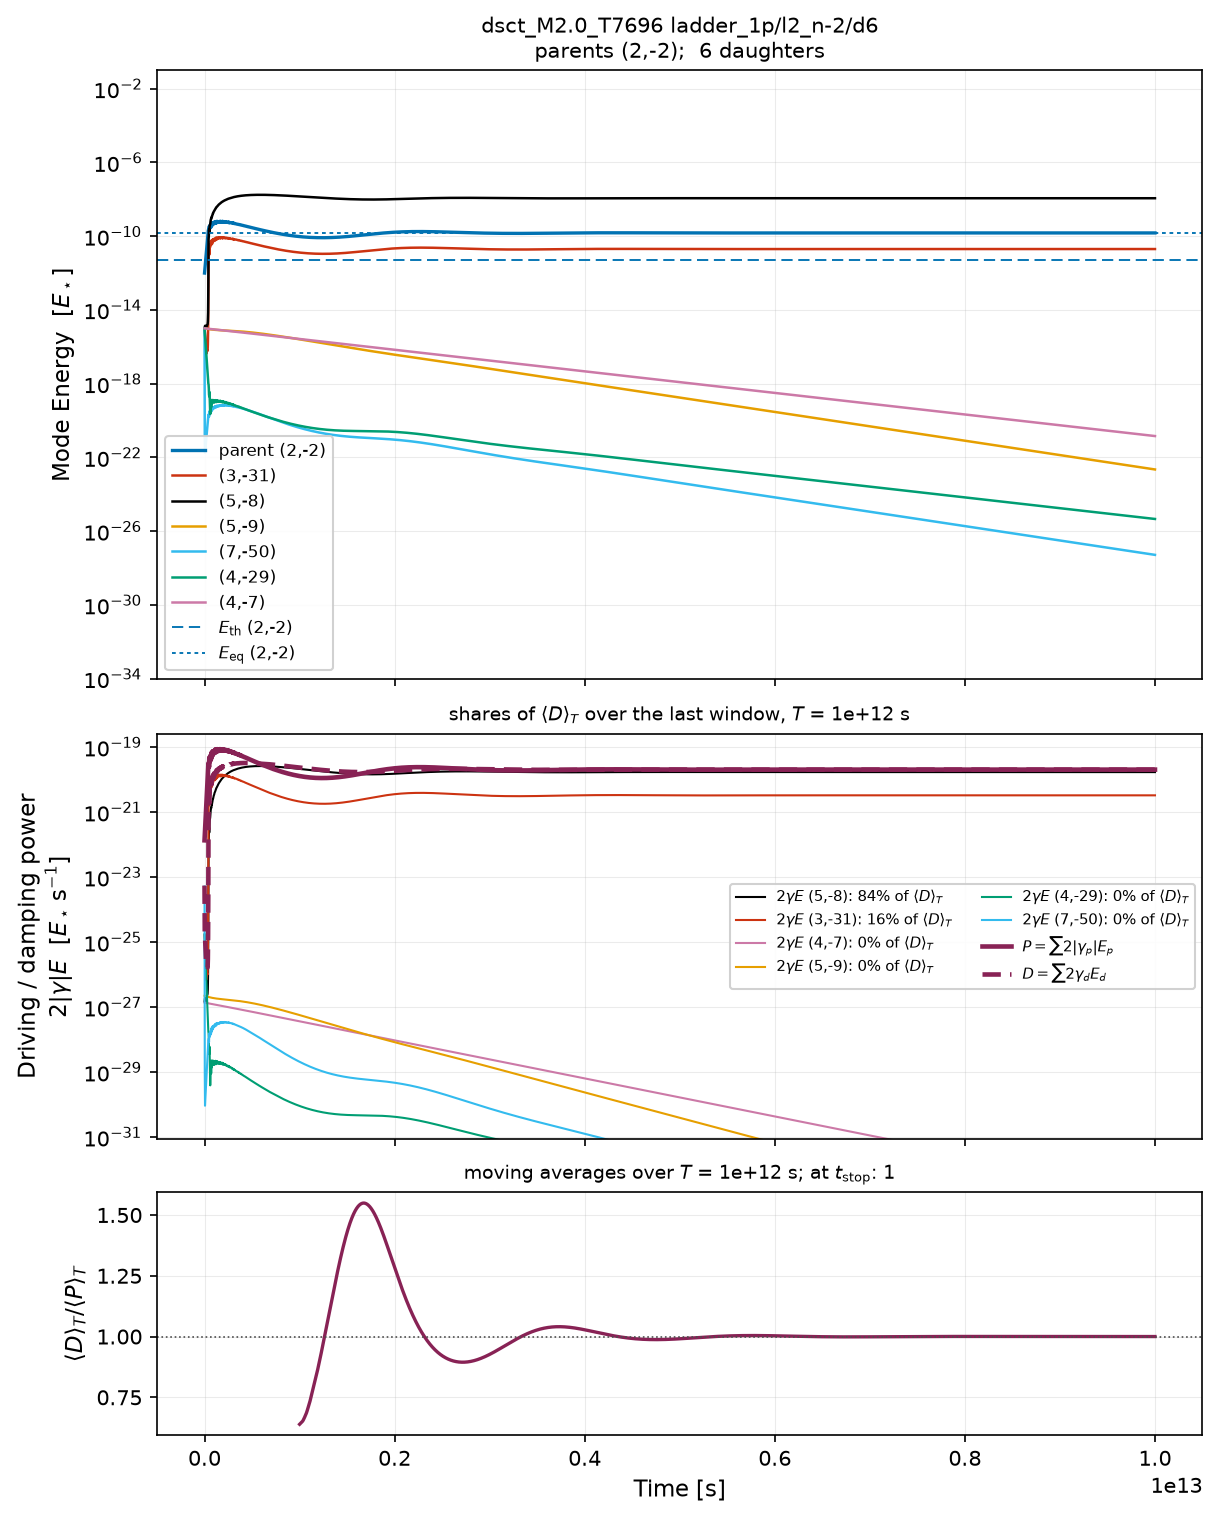 dsct_M2.0_T7696 ladder_1p/l2_n-2/d6
parents (2,-2);  6 daughters
Mode Energy [E⋆]
10⁻²
10⁻⁶
10⁻¹⁰
10⁻¹⁴
10⁻¹⁸
10⁻²²
10⁻²⁶
10⁻³⁰
10⁻³⁴
parent (2,-2)
(3,-31)
(5,-8)
(5,-9)
(7,-50)
(4,-29)
(4,-7)
E_th (2,-2)
E_eq (2,-2)
shares of ⟨D⟩_T over the last window, T = 1e+12 s
Driving / damping power
2|γ|E [E⋆ s⁻¹]
10⁻¹⁹
10⁻²¹
10⁻²³
10⁻²⁵
10⁻²⁷
10⁻²⁹
10⁻³¹
2γE (5,-8): 84% of ⟨D⟩_T
2γE (3,-31): 16% of ⟨D⟩_T
2γE (4,-7): 0% of ⟨D⟩_T
2γE (5,-9): 0% of ⟨D⟩_T
2γE (4,-29): 0% of ⟨D⟩_T
2γE (7,-50): 0% of ⟨D⟩_T
P = ∑2|γ_p|E_p
D = ∑2γ_dE_d
moving averages over T = 1e+12 s; at t_stop: 1
⟨D⟩_T/⟨P⟩_T
1.50
1.25
1.00
0.75
0.0 0.2 0.4 0.6 0.8 1.0
1e13
Time [s]